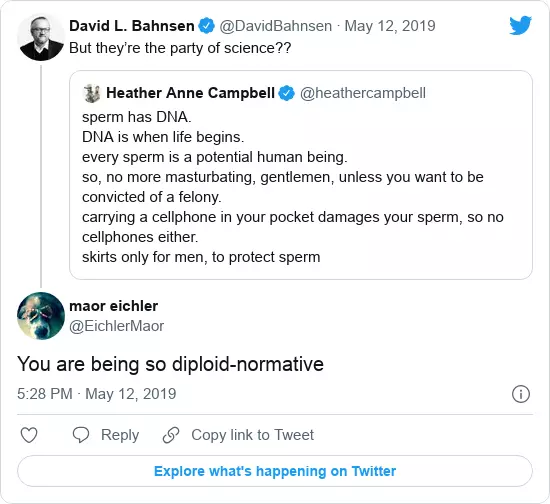 David L. Bahnsen @DavidBahnsen · May 12, 2019
But they’re the party of science??
Heather Anne Campbell @heathercampbell
sperm has DNA.
DNA is when life begins.
every sperm is a potential human being.
so, no more masturbating, gentlemen, unless you want to be
convicted of a felony.
carrying a cellphone in your pocket damages your sperm, so no
cellphones either.
skirts only for men, to protect sperm
maor eichler
@EichlerMaor
You are being so diploid-normative
5:28 PM · May 12, 2019
Reply Copy link to Tweet
Explore what's happening on Twitter